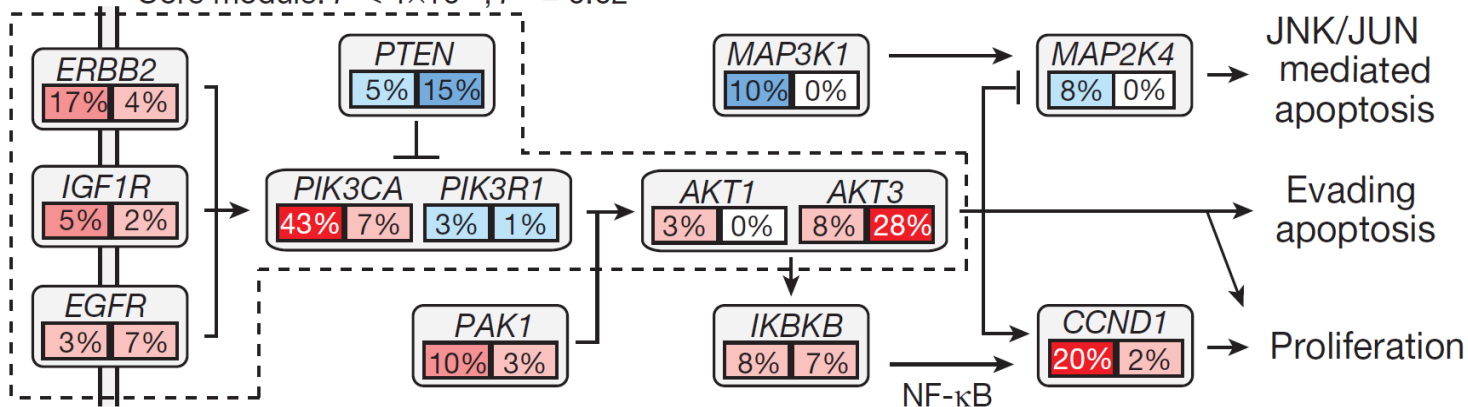 ERBB2
17% 4%
IGF1R
5% 2%
EGFR
3% 7%
PTEN
5% 15%
PIK3CA PIK3R1
43% 7% 3% 1%
PAK1
10% 3%
MAP3K1
10% 0%
AKT1 AKT3
3% 0% 8% 28%
IKBKB
8% 7%
NF-κB
MAP2K4
8% 0%
CCND1
20% 2%
JNK/JUN
mediated
apoptosis
Evading
apoptosis
Proliferation